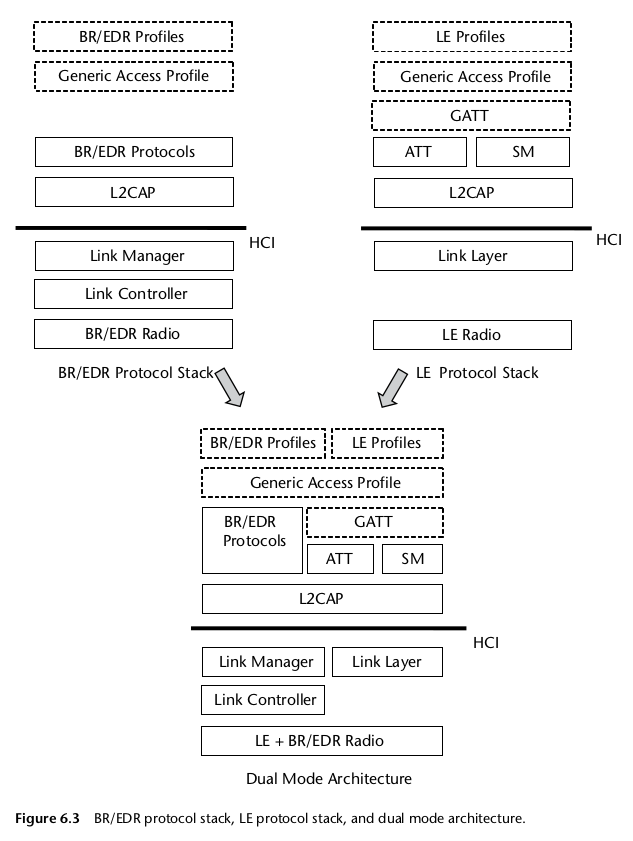 BR/EDR Profiles
Generic Access Profile
BR/EDR Protocols
L2CAP
HCI
Link Manager
Link Controller
BR/EDR Radio
BR/EDR Protocol Stack
LE Profiles
Generic Access Profile
GATT
ATT SM
L2CAP
HCI
Link Layer
LE Radio
LE Protocol Stack
BR/EDR Profiles LE Profiles
Generic Access Profile
BR/EDR
Protocols
GATT
ATT SM
L2CAP
HCI
Link Manager Link Layer
Link Controller
LE + BR/EDR Radio
Dual Mode Architecture
Figure 6.3 BR/EDR protocol stack, LE protocol stack, and dual mode architecture.